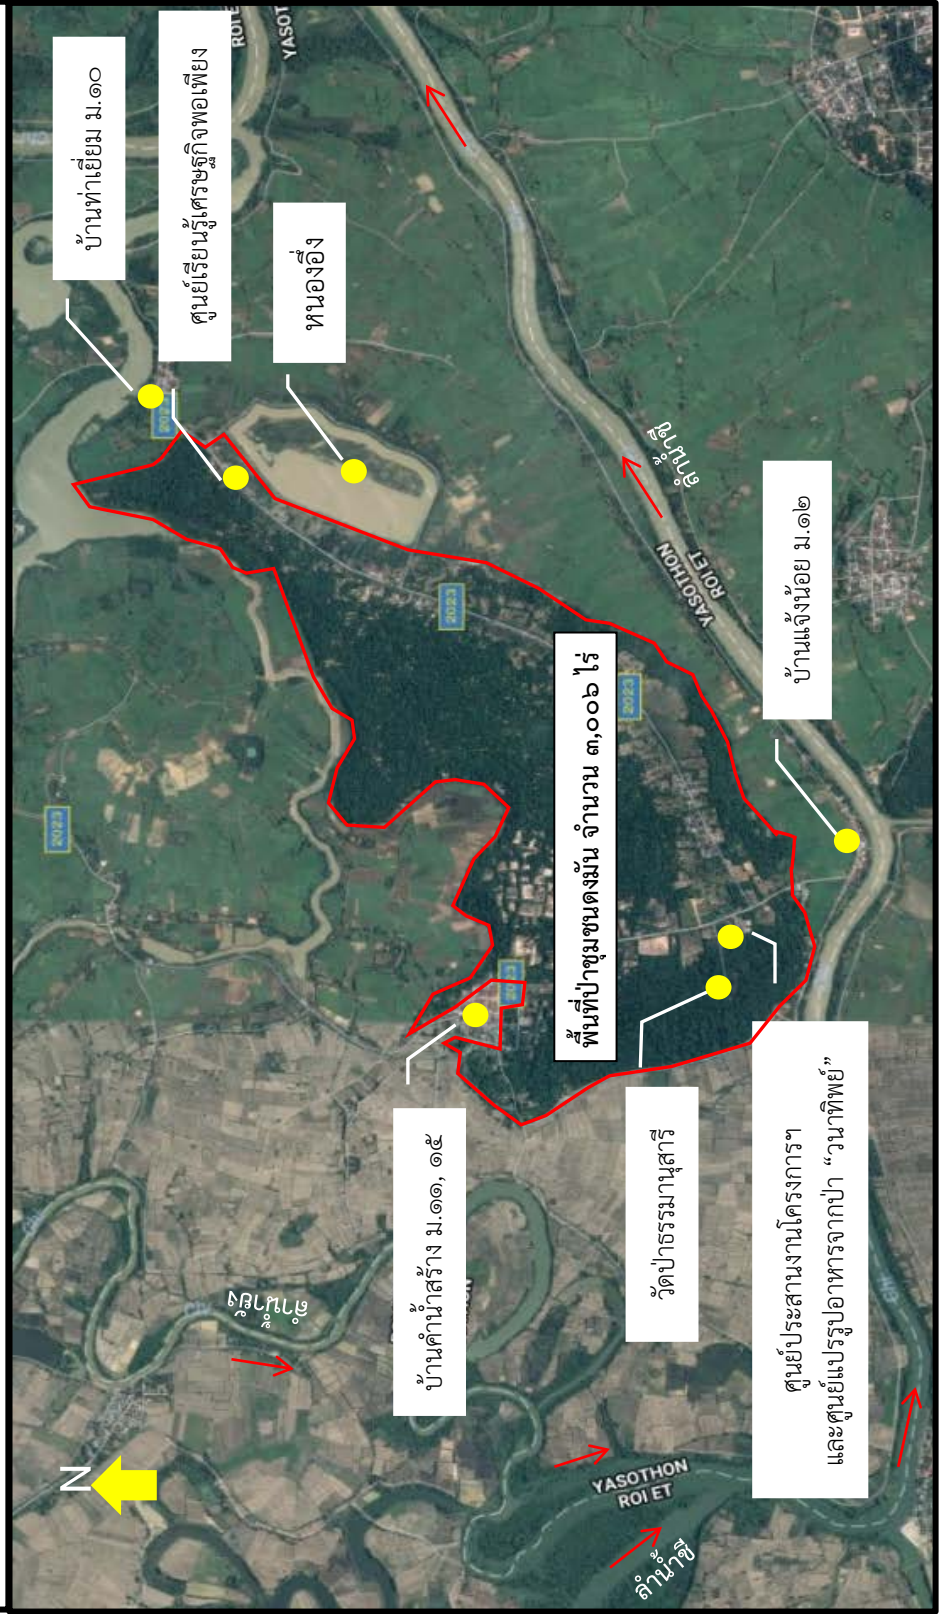 N
บ้านท่าเยี่ยม ม.๑๐
ศูนย์เรียนรู้เศรษฐกิจพอเพียง
หนองอึ่ง
ROI E
YASOT
2023
2023
2023
ลำน้ำยัง
บ้านคำน้ำสร้าง ม.๑๑, ๑๕
พื้นที่ป่าชุมชนดงมัน จำนวน ๓,๐๐๖ ไร่
ลำน้ำชี
YASOTHON
ROI ET
วัดป่าธรรมานุสารี
บ้านแจ้งน้อย ม.๑๒
ศูนย์ประสานงานโครงการฯ
และศูนย์แปรรูปอาหารจากป่า “วนาทิพย์”
YASOTHON
ROI ET
ลำน้ำชี